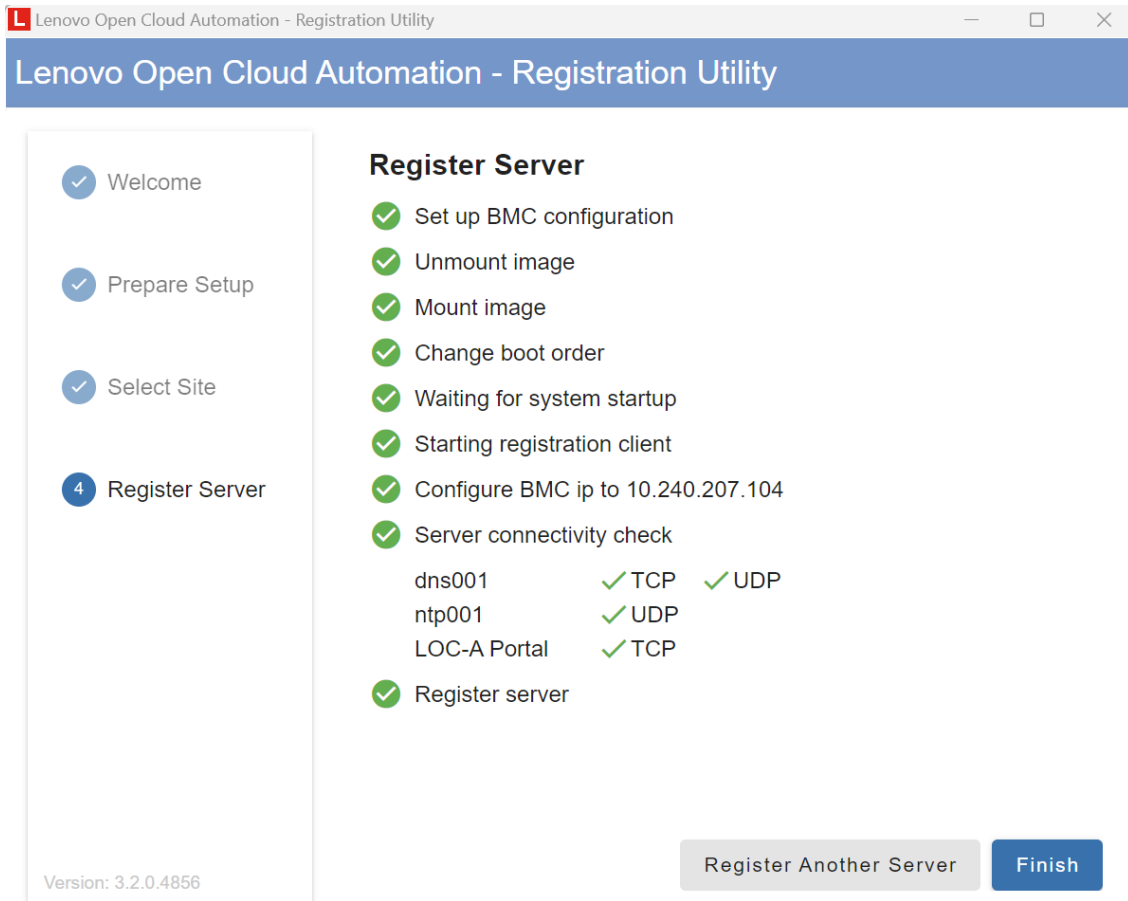 L Lenovo Open Cloud Automation - Registration Utility
Lenovo Open Cloud Automation - Registration Utility
Welcome
Prepare Setup
Select Site
4 Register Server
Version: 3.2.0.4856
Register Server
Set up BMC configuration
Unmount image
Mount image
Change boot order
Waiting for system startup
Starting registration client
Configure BMC ip to 10.240.207.104
Server connectivity check
dns001 TCP UDP
ntp001 UDP
LOC-A Portal TCP
Register server
Register Another Server Finish